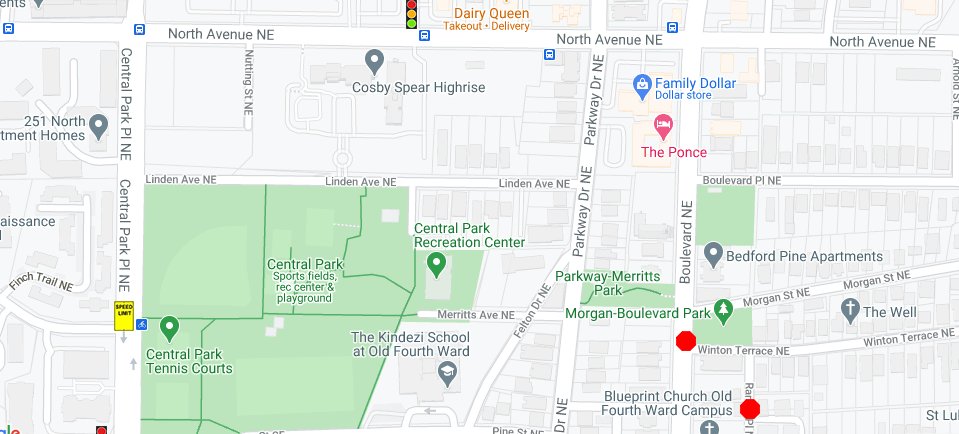 Dairy Queen
Takeout • Delivery
North Avenue NE
North Avenue NE
North Avenue NE
Central Park Pl NE
Nutting St NE
Cosby Spear Highrise
Parkway Dr NE
Family Dollar
Dollar store
Arnold St NE
251 North
tment Homes
The Ponce
Linden Ave NE
Linden Ave NE
Linden Ave NE
Boulevard Pl NE
Central Park Pl NE
Parkway Dr NE
Boulevard NE
aissance
Central Park
Recreation Center
Bedford Pine Apartments
Central Park
Sports fields,
rec center &
playground
Finch Trail NE
Parkway-Merritts
Park
Morgan St NE
Morgan St NE
SPEED
LIMIT
Felton Dr NE
Merritts Ave NE
Morgan-Boulevard Park
The Well
The Kindezi School
at Old Fourth Ward
Winton Terrace NE
Winton Terrace NE
Central Park
Tennis Courts
Blueprint Church Old
Fourth Ward Campus
St Lu
Dr NE
Pine St NE